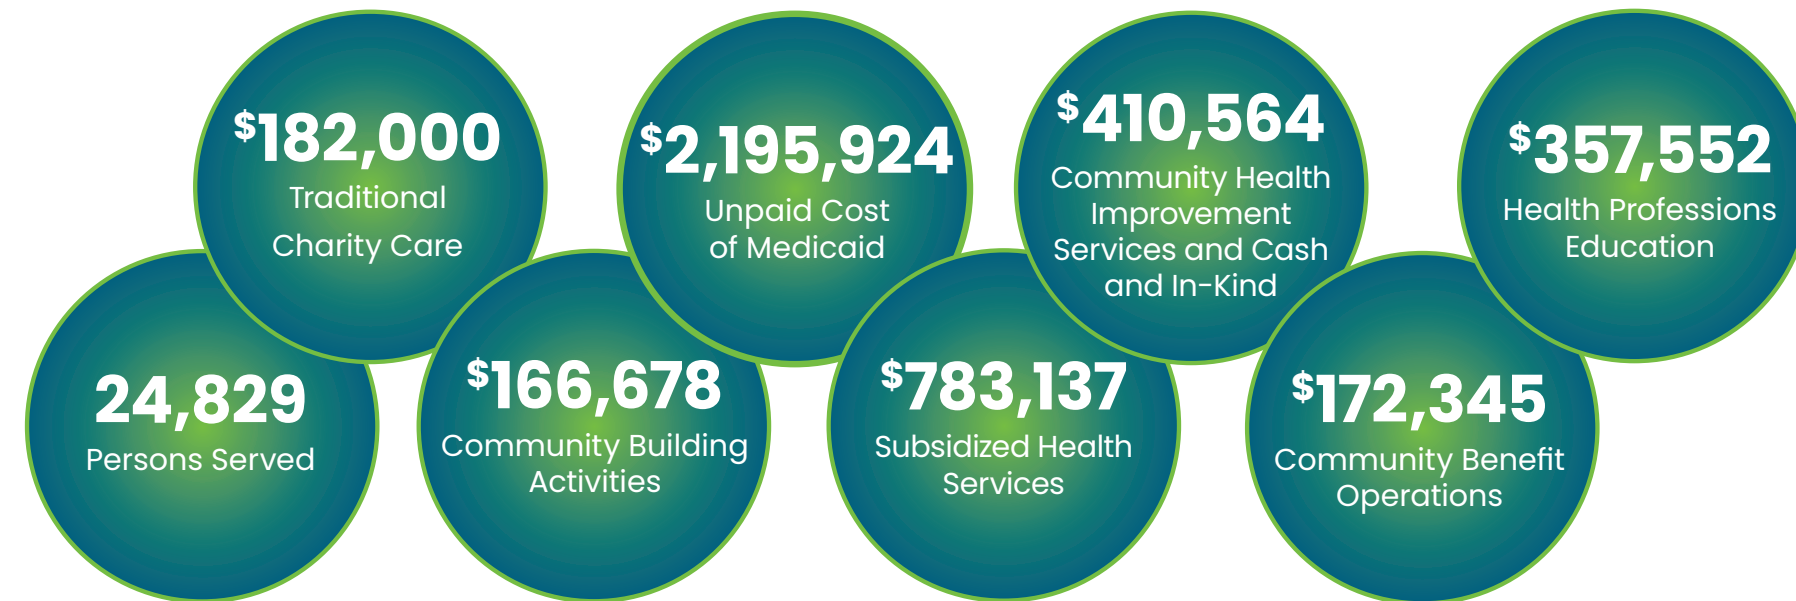 $182,000
Traditional
Charity Care
$2,195,924
Unpaid Cost
of Medicaid
$410,564
Community Health
Improvement
Services and Cash
and In-Kind
$357,552
Health Professions
Education
24,829
Persons Served
$166,678
Community Building
Activities
$783,137
Subsidized Health
Services
$172,345
Community Benefit
Operations